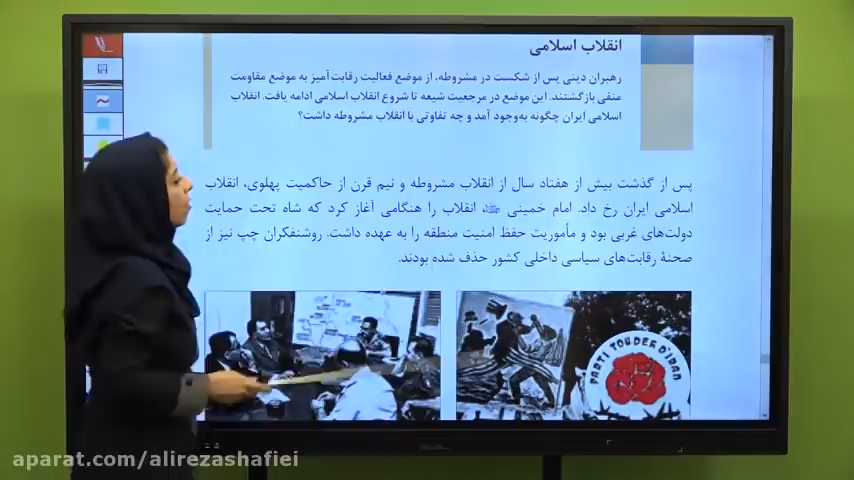 انقلاب اسلامی
رهبران دینی پس از شکست در مشروطه، از موضع فعالیت رقابت‌آمیز به موضع مقاومت
منفی بازگشتند. این موضع در مرجعیت شیعه تا شروع انقلاب اسلامی ادامه یافت. انقلاب
اسلامی ایران چگونه به‌وجود آمد و چه تفاوتی با انقلاب مشروطه داشت؟
پس از گذشت بیش از هفتاد سال از انقلاب مشروطه و نیم قرن از حاکمیت پهلوی، انقلاب
اسلامی ایران رخ داد. امام خمینی انقلاب را هنگامی آغاز کرد که شاه تحت حمایت
دولت‌های غربی بود و مأموریت حفظ امنیت منطقه را به عهده داشت. روشنفکران چپ نیز از
صحنهٔ رقابت‌های سیاسی داخلی کشور حذف شده بودند.
PARTI TOUDEH D'IRAN
aparat.com/alirezashafiei